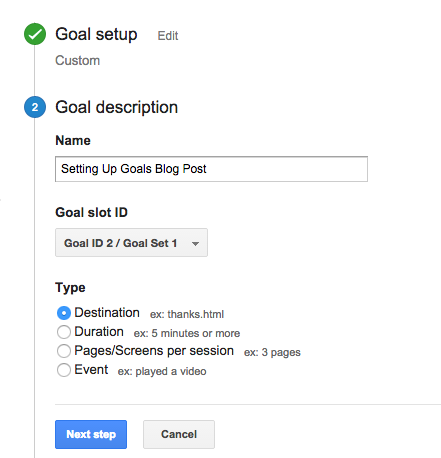 Goal setup Edit
Custom
2 Goal description
Name
Setting Up Goals Blog Post
Goal slot ID
Goal ID 2 / Goal Set 1
Type
Destination ex: thanks.html
Duration ex: 5 minutes or more
Pages/Screens per session ex: 3 pages
Event ex: played a video
Next step Cancel